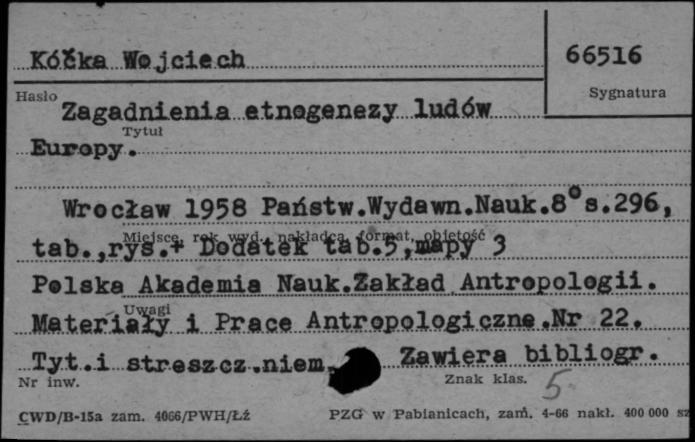 Kóčka Wojciech
66516
Sygnatura
Hasło
Zagadnienia etnogenezy ludów
Tytuł
Europy.
Wrocław 1958 Państw.Wydawn.Nauk.8°s.296,
Miejsce, rok wyd., nakładca, format, objętość
tab.,rys.+ Dodatek tab.5,mapy 3
Polska Akademia Nauk.Zakład Antropologii.
Uwagi
Materiały i Prace Antropologiczne.Nr 22.
Tyt.i streszcz.niem. Zawiera bibliogr.
Nr inw.
Znak klas. 5
CWD/B-15a zam. 4066/PWH/Łź
PZG w Pabianicach, zam. 4-66 nakł. 400 000 sz